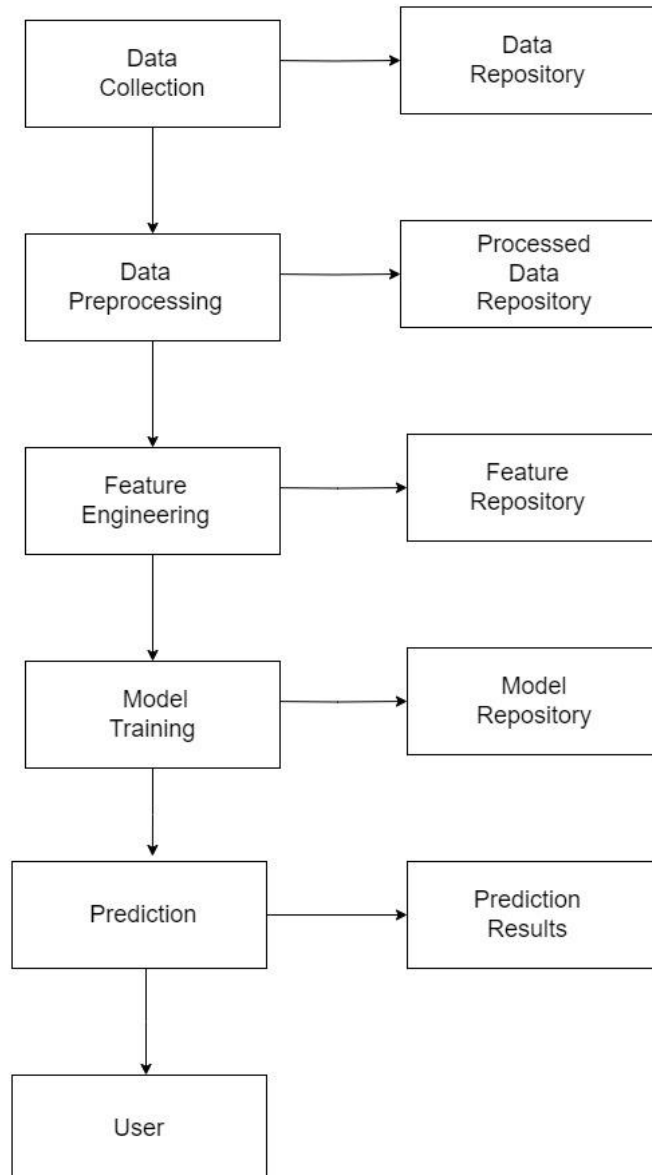 Data
Collection
Data
Repository
Data
Preprocessing
Processed
Data
Repository
Feature
Engineering
Feature
Repository
Model
Training
Model
Repository
Prediction
Prediction
Results
User